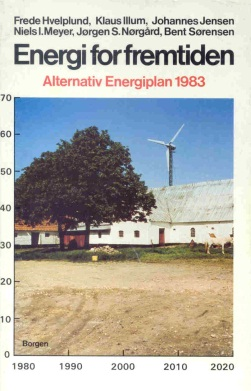 Frede Hvelplund, Klaus Illum, Johannes Jensen
Niels I. Meyer, Jørgen S. Nørgård, Bent Sørensen
Energi for fremtiden
Alternativ Energiplan 1983
70
60
50
40
30
20
10
0
Borgen
1980 1990 2000 2010 2020